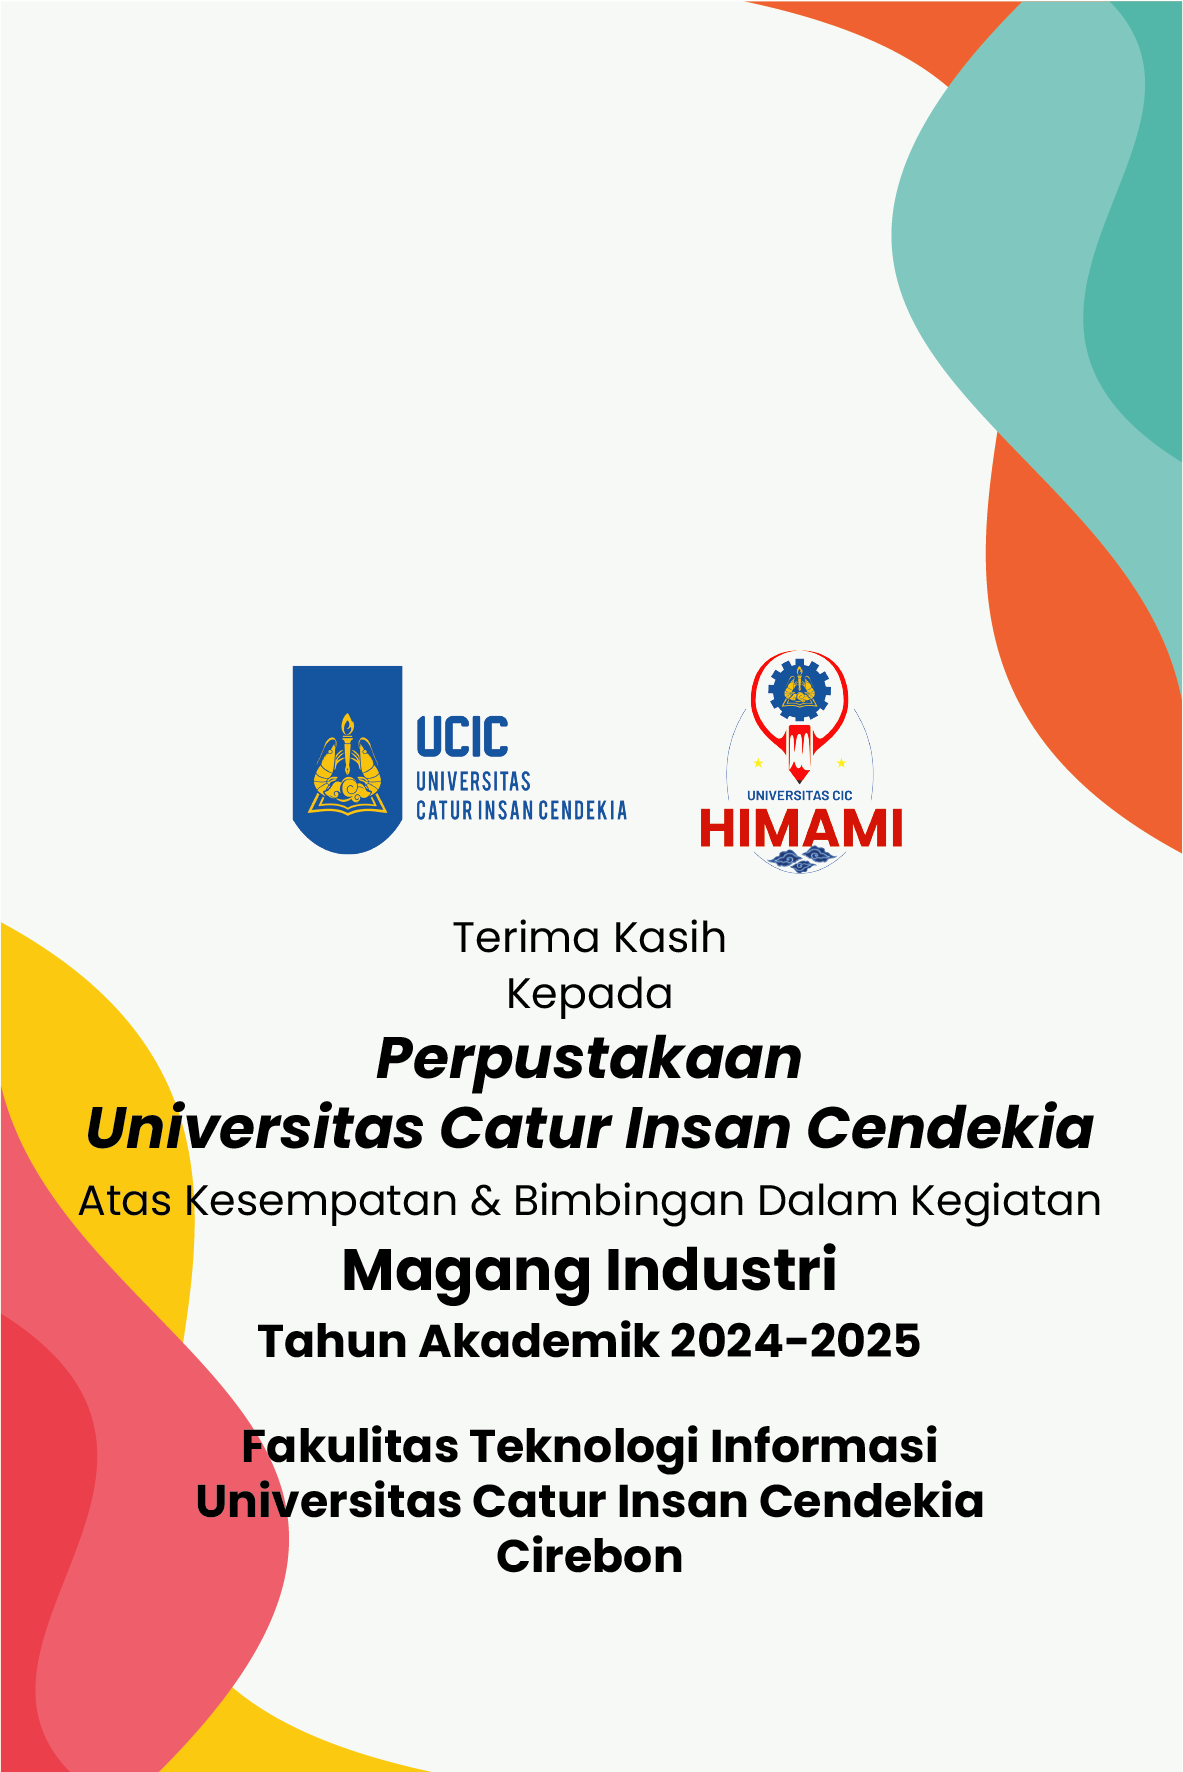 UCIC
UNIVERSITAS
CATUR INSAN CENDEKIA
UNIVERSITAS CIC
HIMAMI
Terima Kasih
Kepada
Perpustakaan
Universitas Catur Insan Cendekia
Atas Kesempatan & Bimbingan Dalam Kegiatan
Magang Industri
Tahun Akademik 2024-2025
Fakulitas Teknologi Informasi
Universitas Catur Insan Cendekia
Cirebon